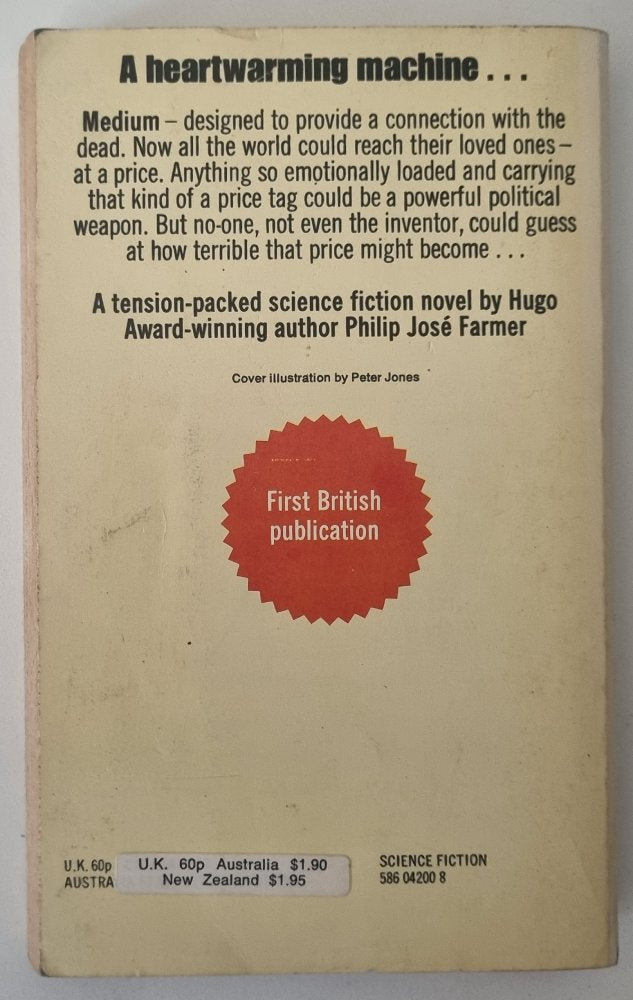 A heartwarming machine . . .
Medium – designed to provide a connection with the
dead. Now all the world could reach their loved ones –
at a price. Anything so emotionally loaded and carrying
that kind of a price tag could be a powerful political
weapon. But no-one, not even the inventor, could guess
at how terrible that price might become . . .
A tension-packed science fiction novel by Hugo
Award-winning author Philip José Farmer
Cover illustration by Peter Jones
First British
publication
U.K. 60p
AUSTRA
U.K. 60p Australia $1.90
New Zealand $1.95
SCIENCE FICTION
586 04200 8